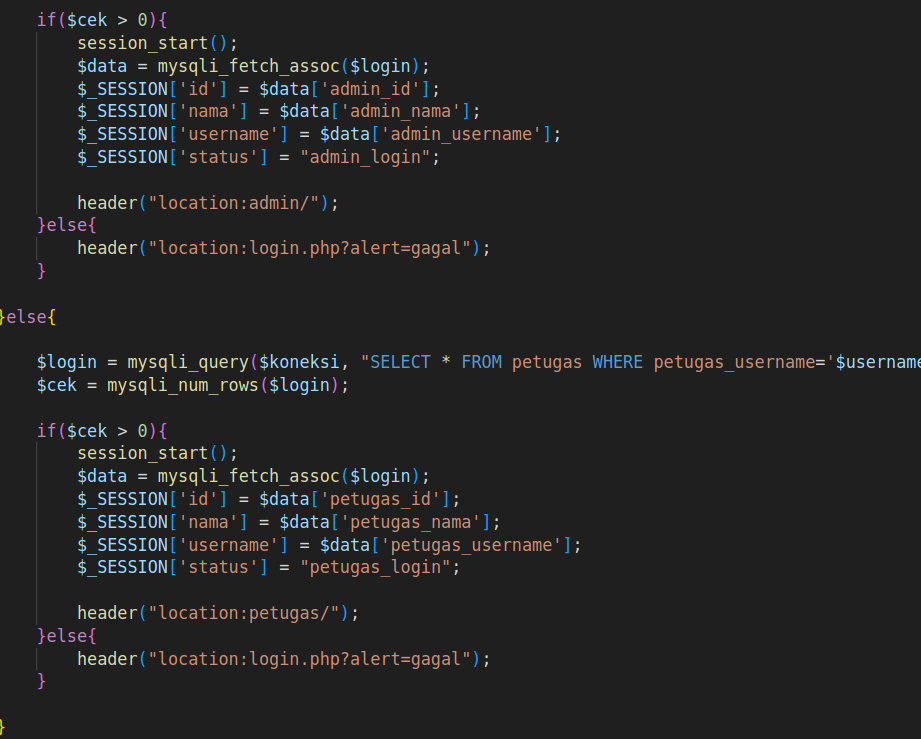 if($cek > 0){
session_start();
$data = mysqli_fetch_assoc($login);
$_SESSION['id'] = $data['admin_id'];
$_SESSION['nama'] = $data['admin_nama'];
$_SESSION['username'] = $data['admin_username'];
$_SESSION['status'] = "admin_login";
header("location:admin/");
}else{
header("location:login.php?alert=gagal");
}
}else{
$login = mysqli_query($koneksi, "SELECT * FROM petugas WHERE petugas_username='$username
$cek = mysqli_num_rows($login);
if($cek > 0){
session_start();
$data = mysqli_fetch_assoc($login);
$_SESSION['id'] = $data['petugas_id'];
$_SESSION['nama'] = $data['petugas_nama'];
$_SESSION['username'] = $data['petugas_username'];
$_SESSION['status'] = "petugas_login";
header("location:petugas/");
}else{
header("location:login.php?alert=gagal");
}
}